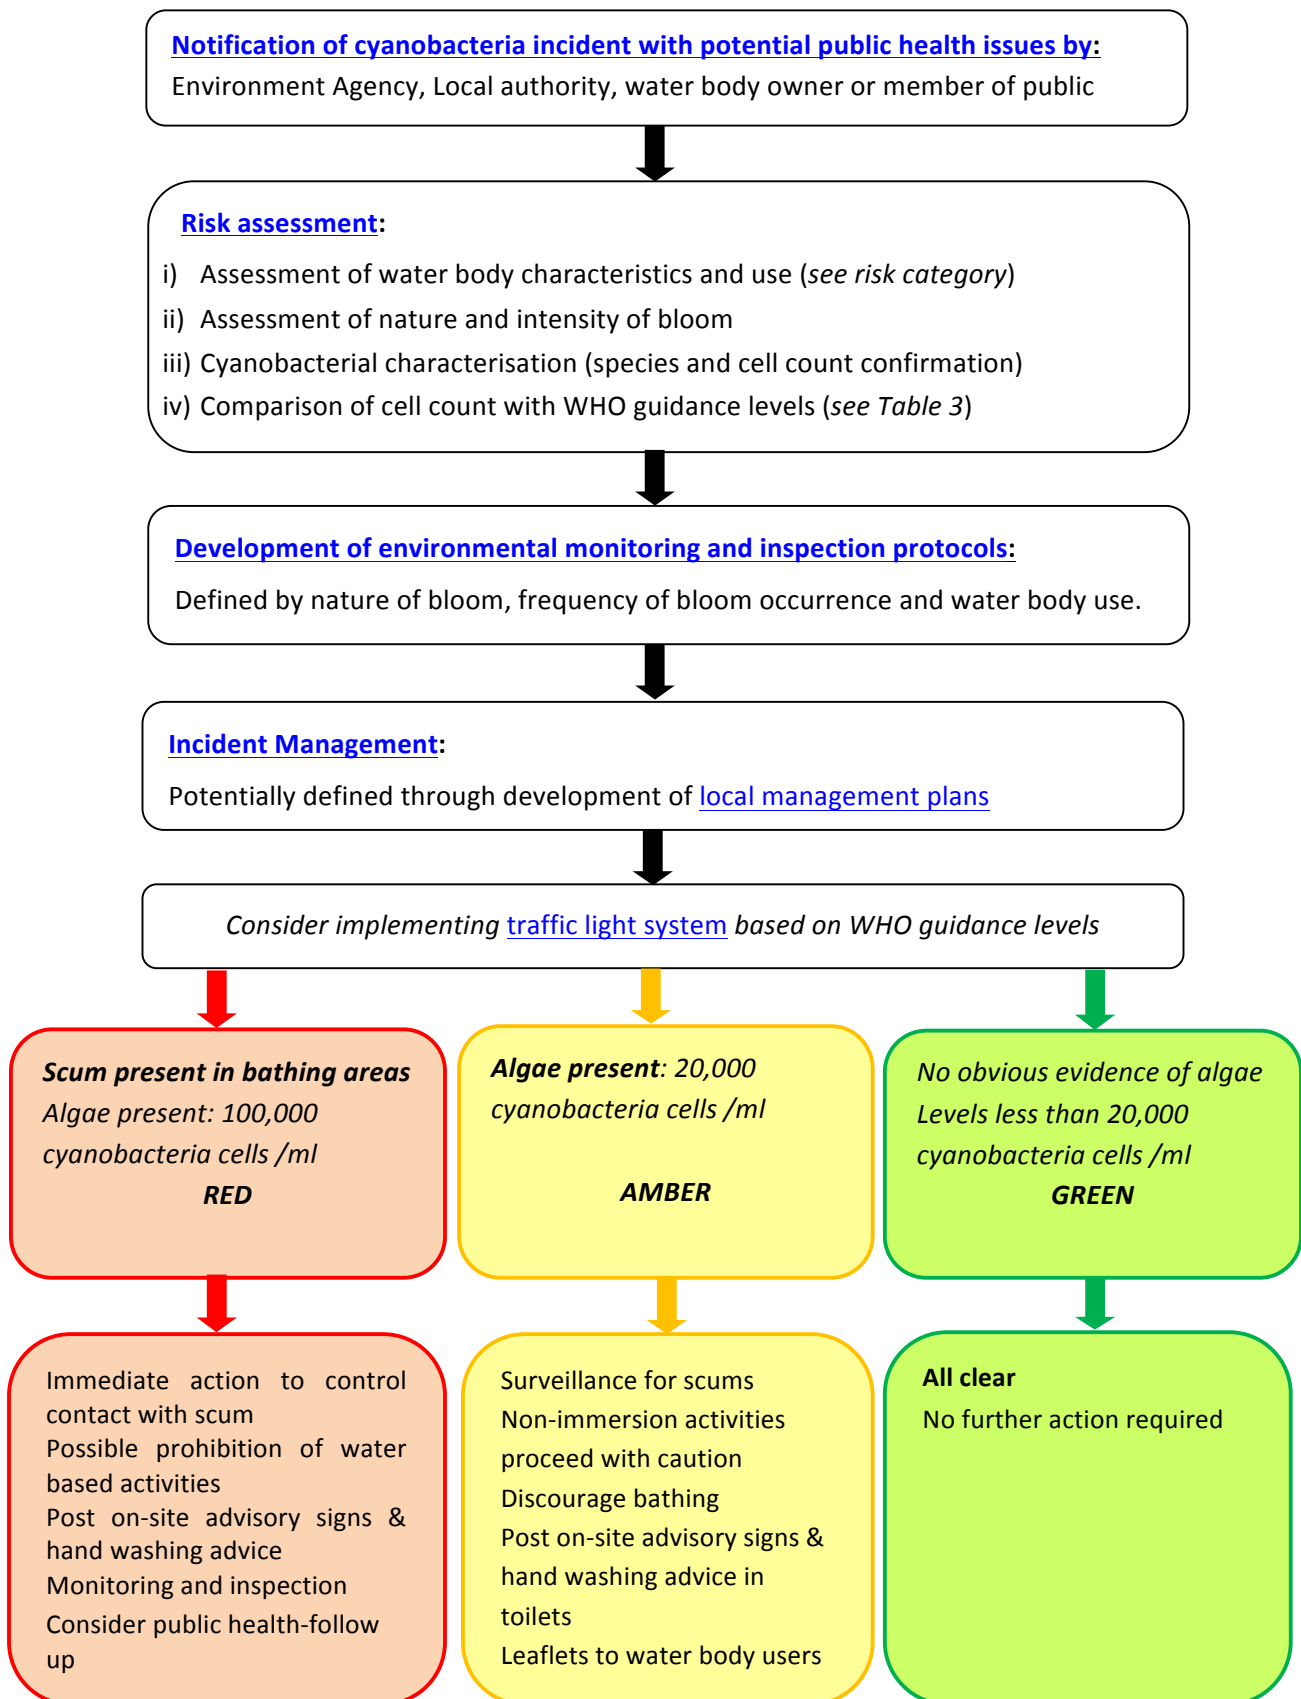 Notification of cyanobacteria incident with potential public health issues by:
Environment Agency, Local authority, water body owner or member of public
Risk assessment:
i) Assessment of water body characteristics and use (see risk category)
ii) Assessment of nature and intensity of bloom
iii) Cyanobacterial characterisation (species and cell count confirmation)
iv) Comparison of cell count with WHO guidance levels (see Table 3)
Development of environmental monitoring and inspection protocols:
Defined by nature of bloom, frequency of bloom occurrence and water body use.
Incident Management:
Potentially defined through development of local management plans
Consider implementing traffic light system based on WHO guidance levels
Scum present in bathing areas
Algae present: 100,000
cyanobacteria cells /ml
RED
Algae present: 20,000
cyanobacteria cells /ml
AMBER
No obvious evidence of algae
Levels less than 20,000
cyanobacteria cells /ml
GREEN
Immediate action to control
contact with scum
Possible prohibition of water
based activities
Post on-site advisory signs &
hand washing advice
Monitoring and inspection
Consider public health-follow
up
Surveillance for scums
Non-immersion activities
proceed with caution
Discourage bathing
Post on-site advisory signs &
hand washing advice in
toilets
Leaflets to water body users
All clear
No further action required